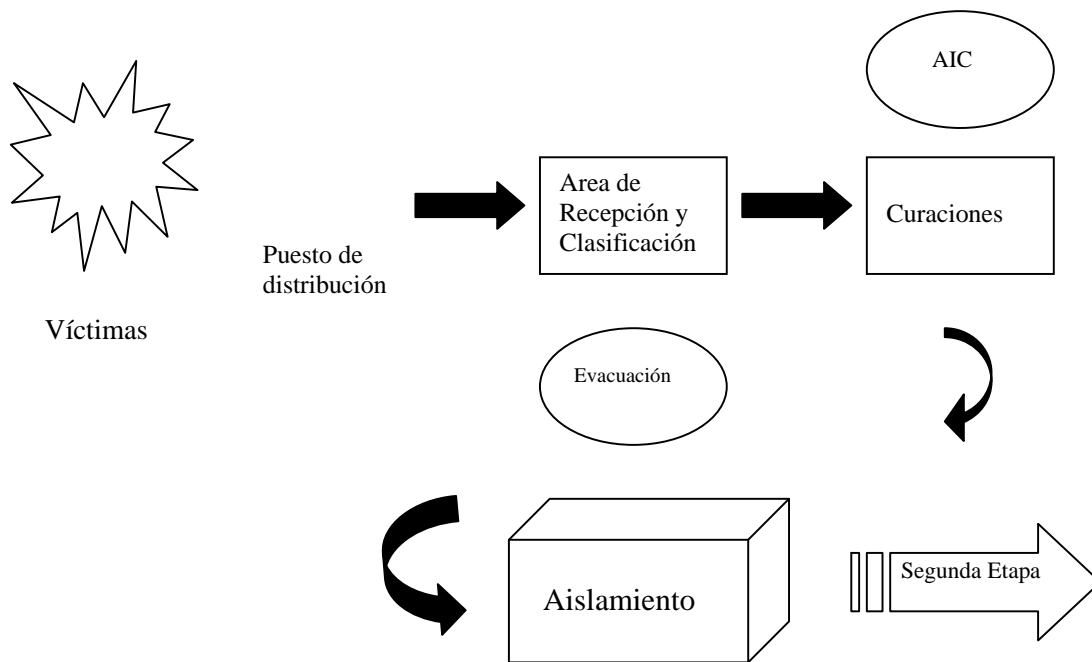 AIC
Area de
Recepción y
Clasificación
Curaciones
Puesto de
distribución
Víctimas
Evacuación
Aislamiento
Segunda Etapa